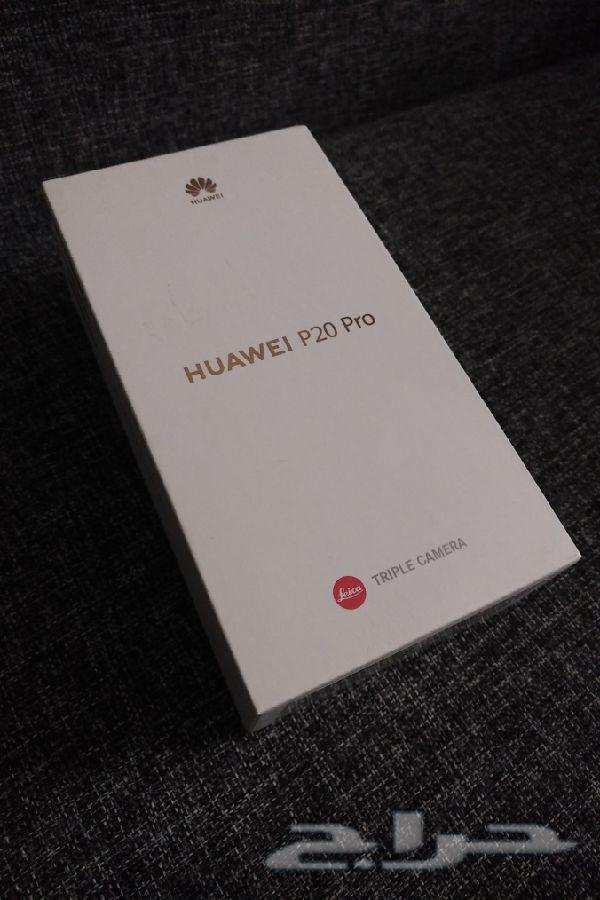 HUAWEI
HUAWEI P20 Pro
Leica TRIPLE CAMERA
حراج